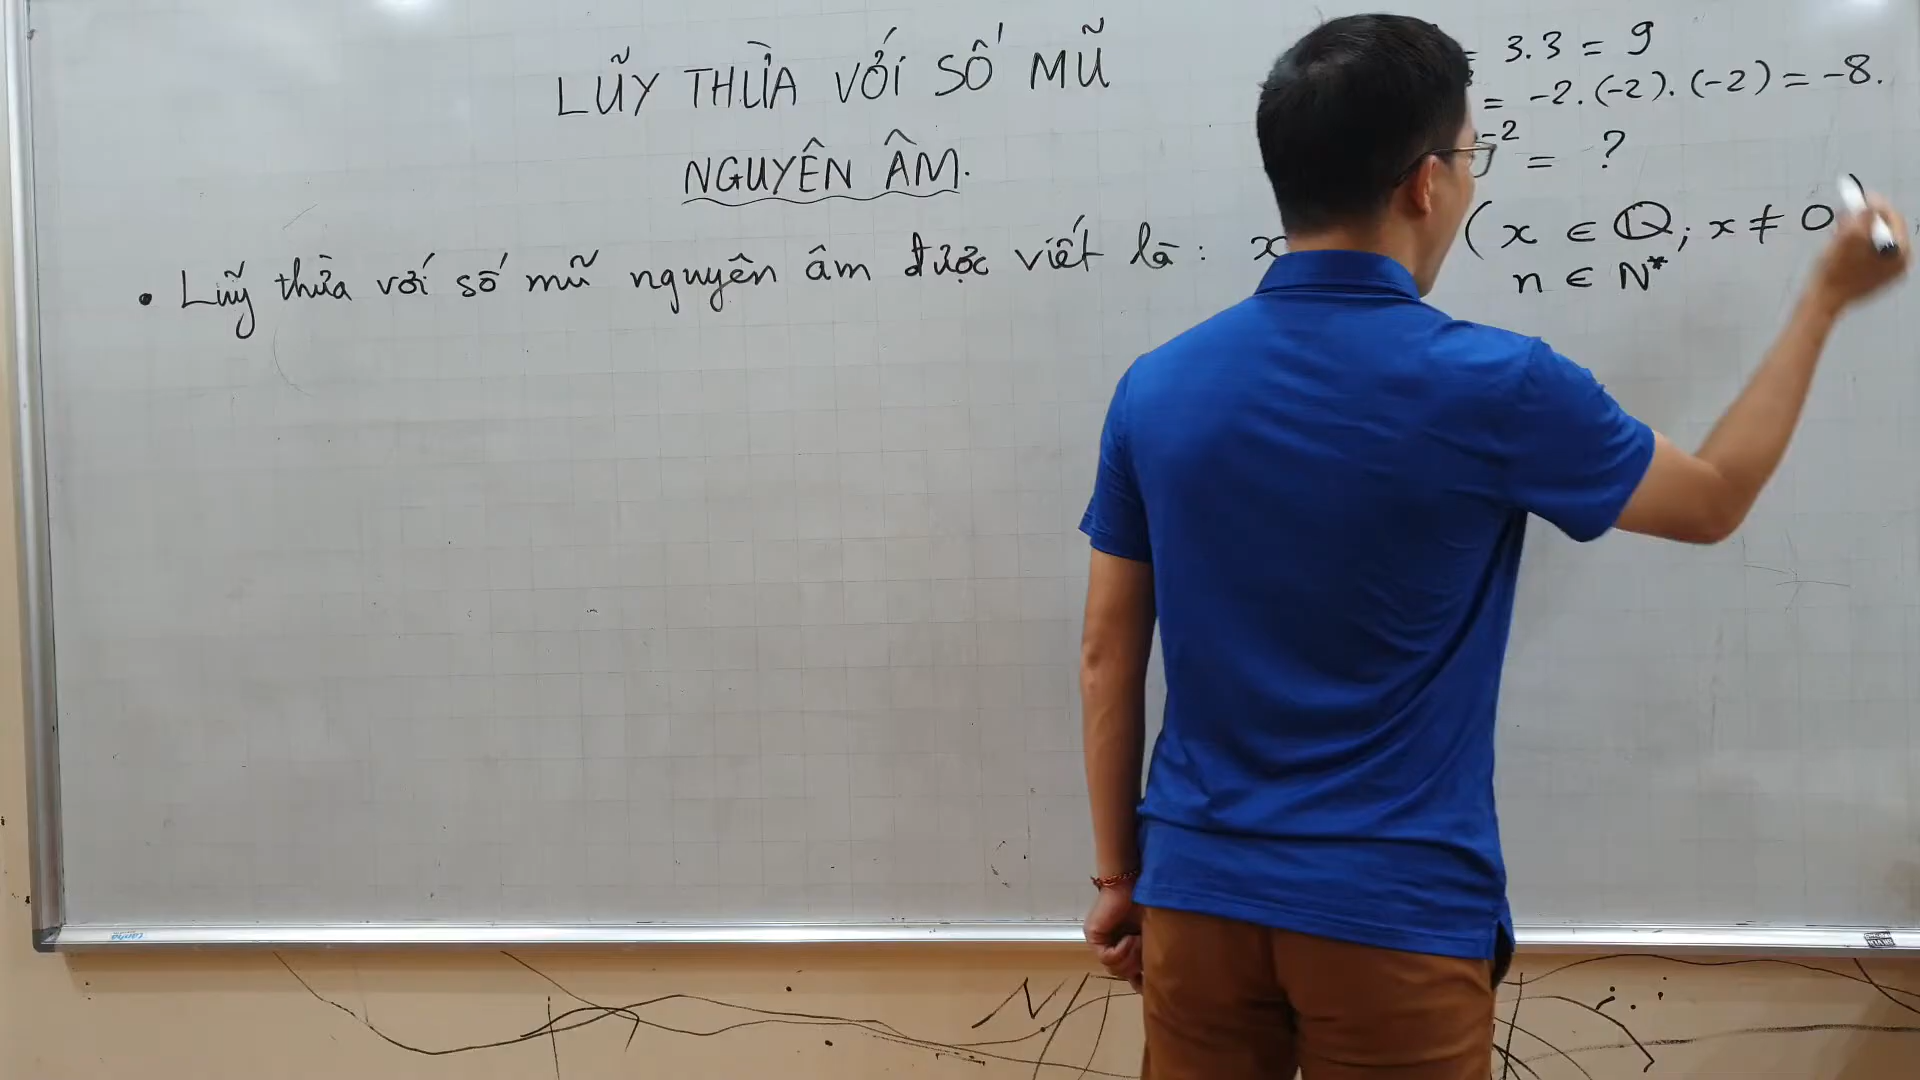 LŨY THỪA VỚI SỐ MŨ
NGUYÊN ÂM.
= 3.3 = 9
= -2.(-2).(-2) = -8.
-2 = ?
• Luỹ thừa với số mũ nguyên âm được viết là: x
(x ∈ Q; x ≠ 0)
n ∈ N*